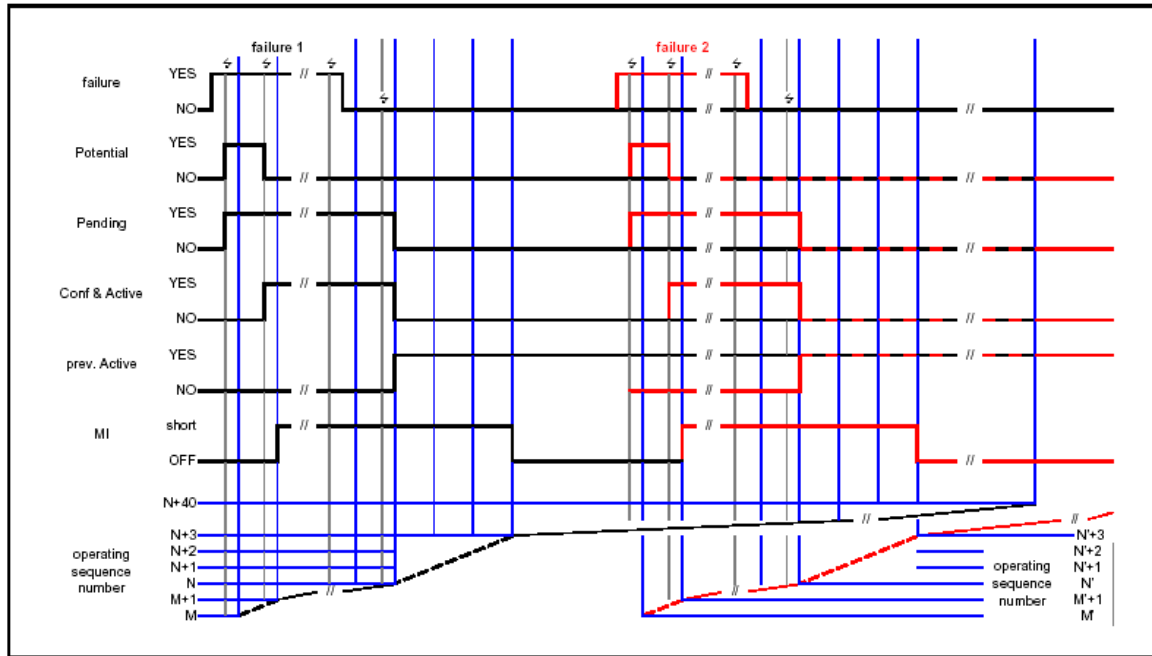 failure 1
failure 2
failure
YES
//
//
NO
//
Potential
YES
NO
//
//
//
Pending
YES
//
//
NO
//
//
Conf & Active
YES
//
//
NO
//
//
prev. Active
YES
//
//
NO
//
MI
short
//
//
OFF
//
N+40
//
//
N+3
N+2
N+1
N
M+1
M
operating
sequence
number
//
//
operating
sequence
number
N'+3
N'+2
N'+1
N'
M'+1
M'